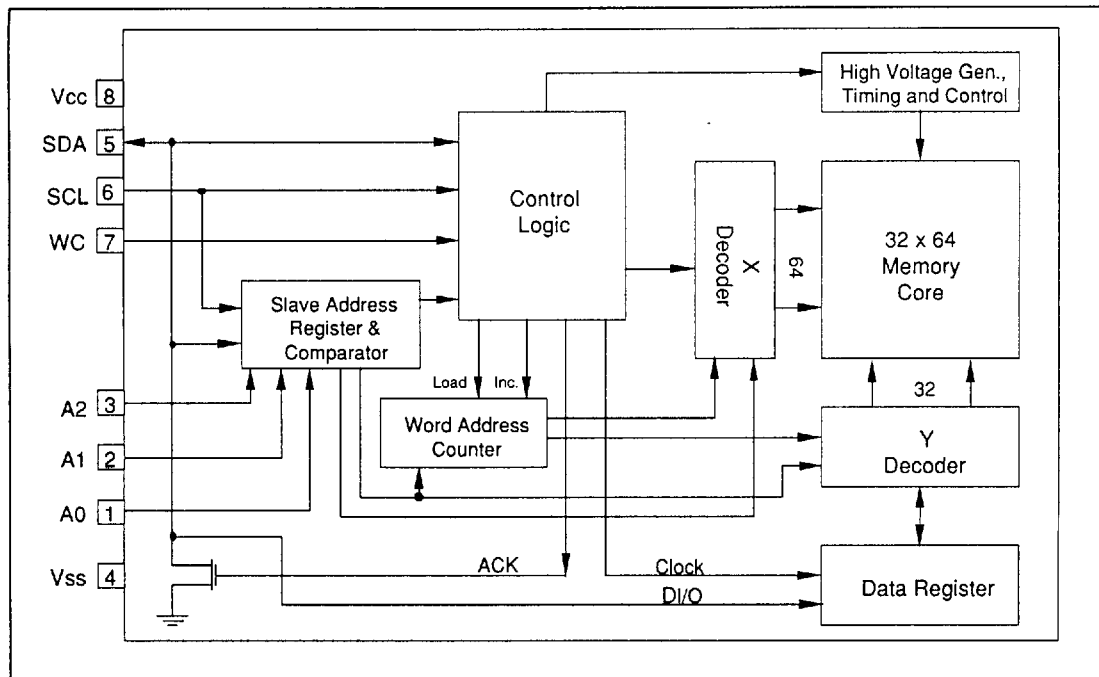 Vcc 8
SDA 5
SCL 6
WC 7
A2 3
A1 2
A0 1
Vss 4
High Voltage Gen.,
Timing and Control
Control
Logic
X
Decoder
64
32 x 64
Memory
Core
Slave Address
Register &
Comparator
Load
Inc.
Word Address
Counter
32
Y
Decoder
ACK
Clock
DI/O
Data Register